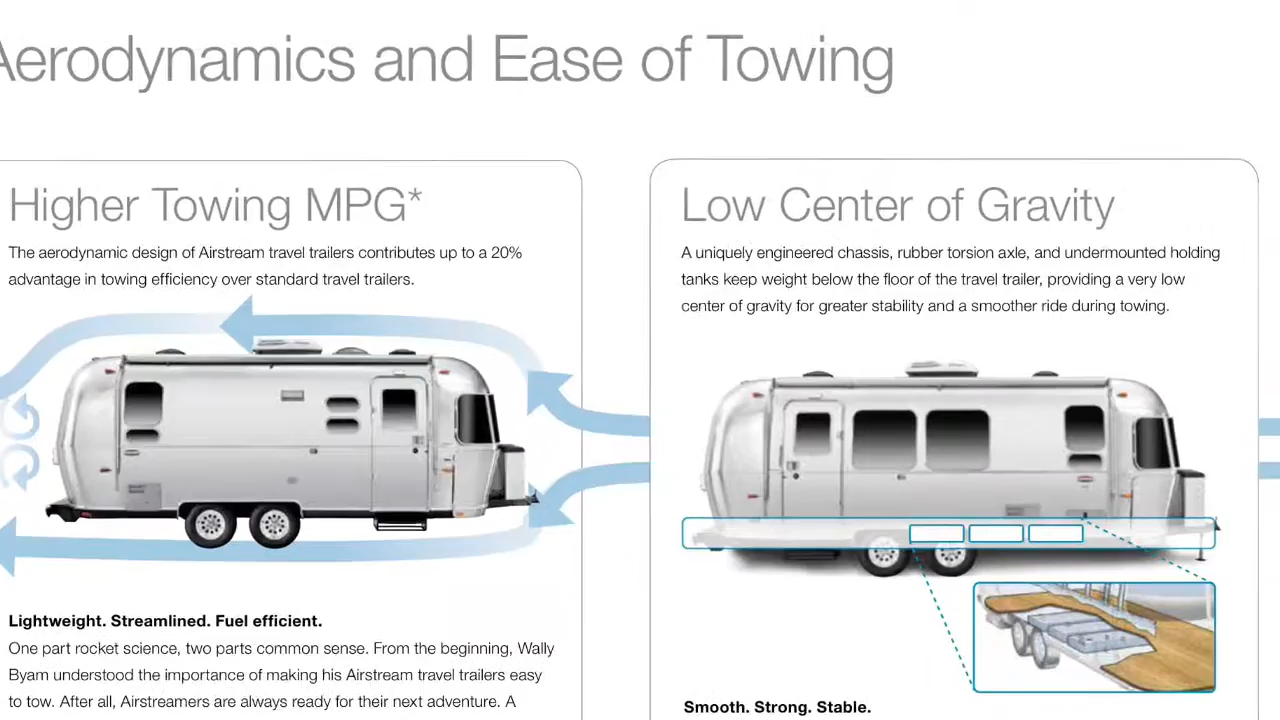 Aerodynamics and Ease of Towing
Higher Towing MPG*
The aerodynamic design of Airstream travel trailers contributes up to a 20%
advantage in towing efficiency over standard travel trailers.
Lightweight. Streamlined. Fuel efficient.
One part rocket science, two parts common sense. From the beginning, Wally
Byam understood the importance of making his Airstream travel trailers easy
to tow. After all, Airstreamers are always ready for their next adventure. A
Low Center of Gravity
A uniquely engineered chassis, rubber torsion axle, and undermounted holding
tanks keep weight below the floor of the travel trailer, providing a very low
center of gravity for greater stability and a smoother ride during towing.
Smooth. Strong. Stable.